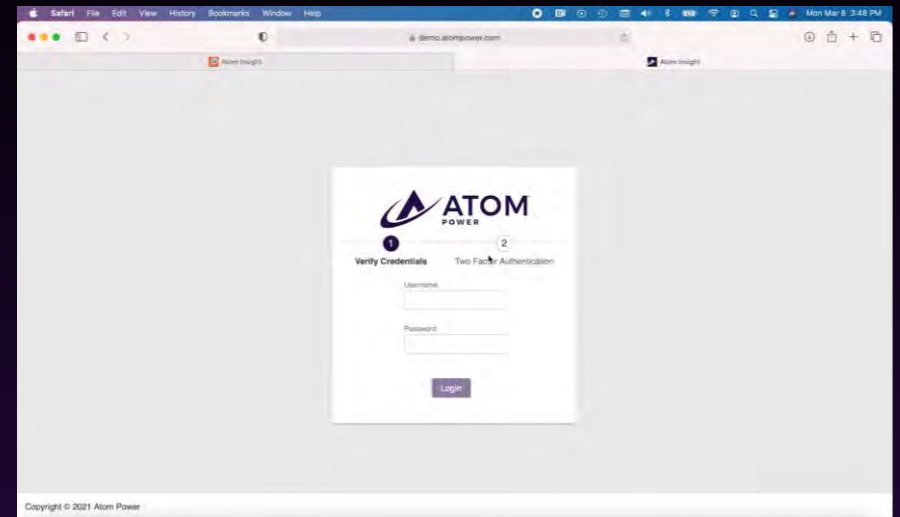 Safari File Edit View History Bookmarks Window Help Mon Mar 8 3:48 PM
demo.atompower.com
Atom Insight Atom Insight
ATOM
POWER
1 2
Verify Credentials Two Factor Authentication
Username
Password
Login
Copyright © 2021 Atom Power